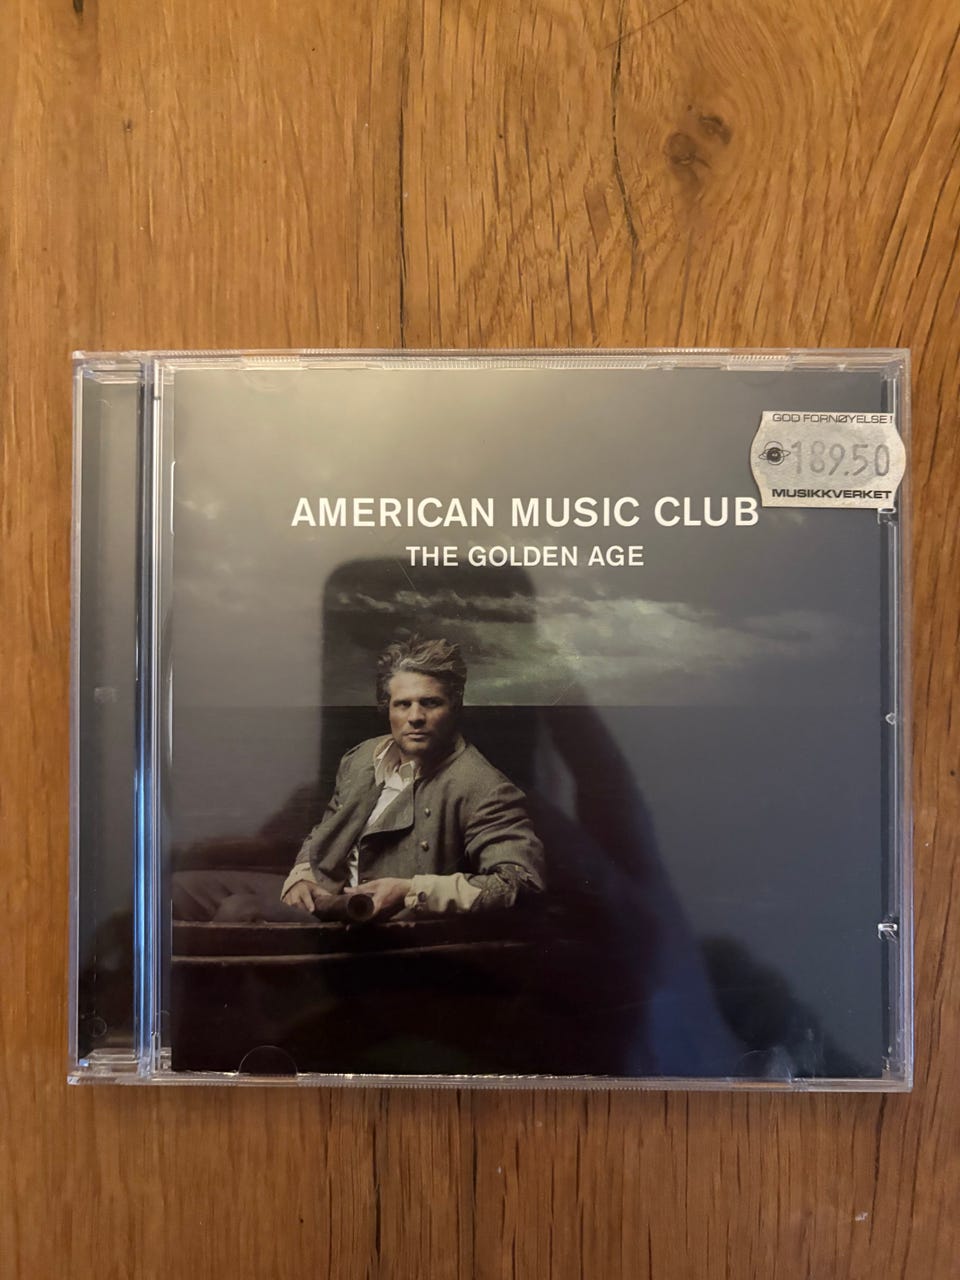 GOD FORNØYELSE!
189.50
MUSIKKVERKET
AMERICAN MUSIC CLUB
THE GOLDEN AGE